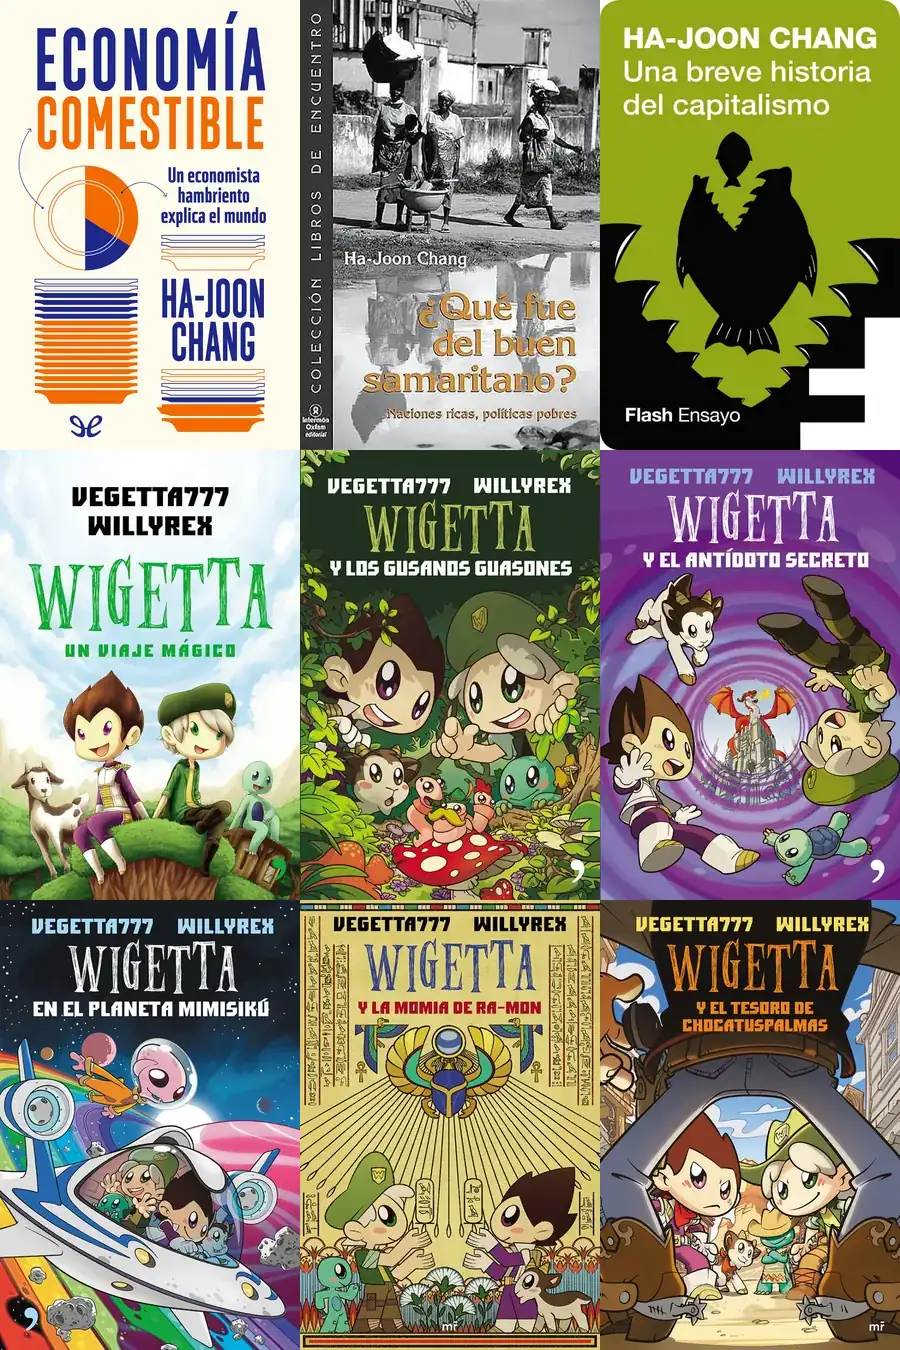 ECONOMÍA
COMESTIBLE
Un economista
hambriento
explica el mundo
HA-JOON
CHANG
COLECCIÓN LIBROS DE ENCUENTRO
Ha-Joon Chang
¿Qué fue
del buen
samaritano?
Naciones ricas, políticas pobres
Intermón
Oxfam
editorial
HA-JOON CHANG
Una breve historia
del capitalismo
Flash Ensayo
VEGETTA777
WILLYREX
WIGETTA
UN VIAJE MÁGICO
VEGETTA777 WILLYREX
WIGETTA
Y LOS GUSANOS GUASONES
VEGETTA777 WILLYREX
WIGETTA
Y EL ANTÍDOTO SECRETO
VEGETTA777 WILLYREX
WIGETTA
EN EL PLANETA MIMISIKÚ
VEGETTA777 WILLYREX
WIGETTA
Y LA MOMIA DE RA-MON
mr
VEGETTA777 WILLYREX
WIGETTA
Y EL TESORO DE
CHOCATUSPALMAS
mr